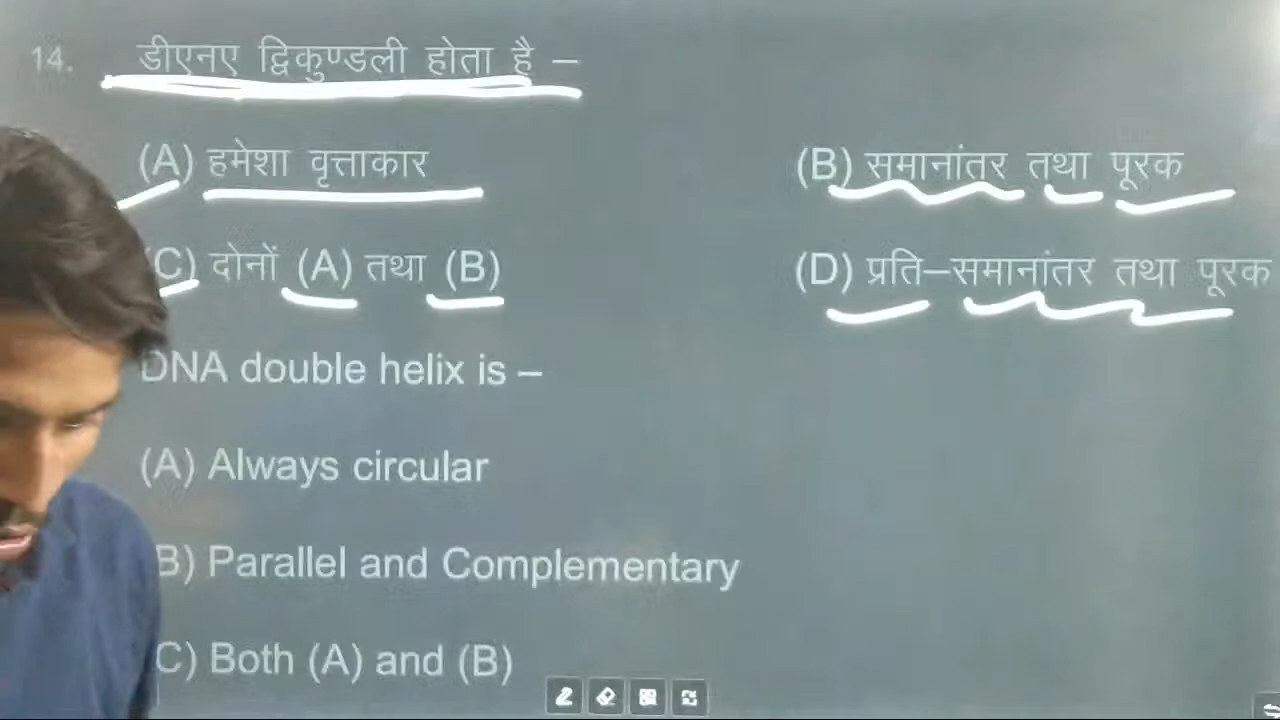 14. डीएनए द्विकुण्डली होता है –
(A) हमेशा वृत्ताकार (B) समानांतर तथा पूरक
(C) दोनों (A) तथा (B) (D) प्रति–समानांतर तथा पूरक
DNA double helix is –
(A) Always circular
B) Parallel and Complementary
C) Both (A) and (B)